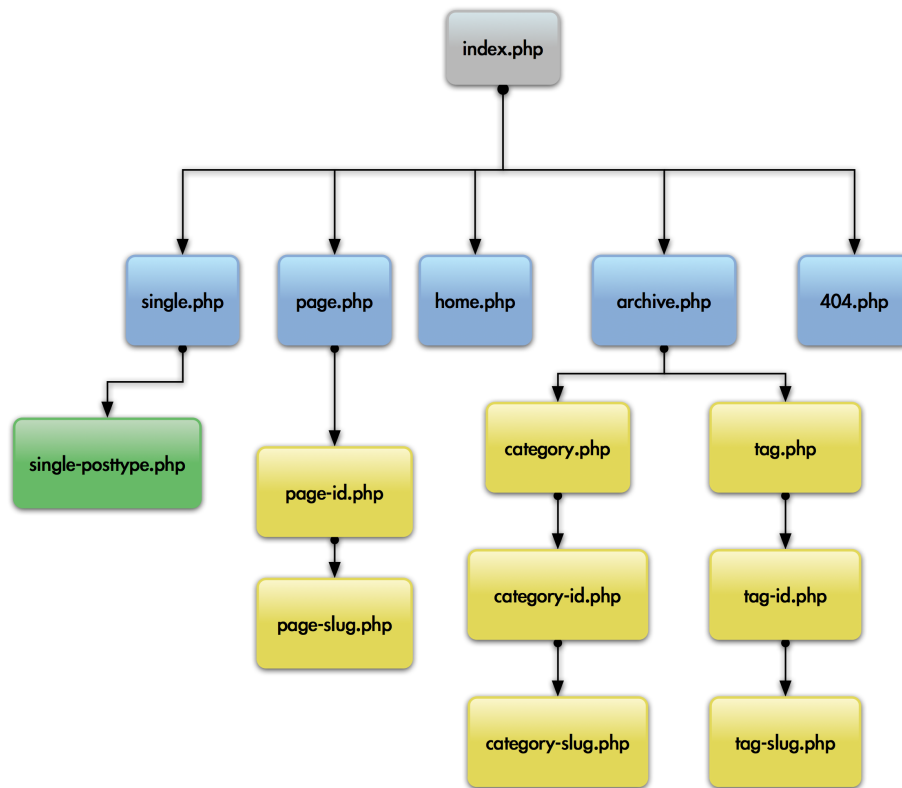 index.php
single.php
page.php
home.php
archive.php
404.php
single-posttype.php
category.php
tag.php
page-id.php
category-id.php
tag-id.php
page-slug.php
category-slug.php
tag-slug.php